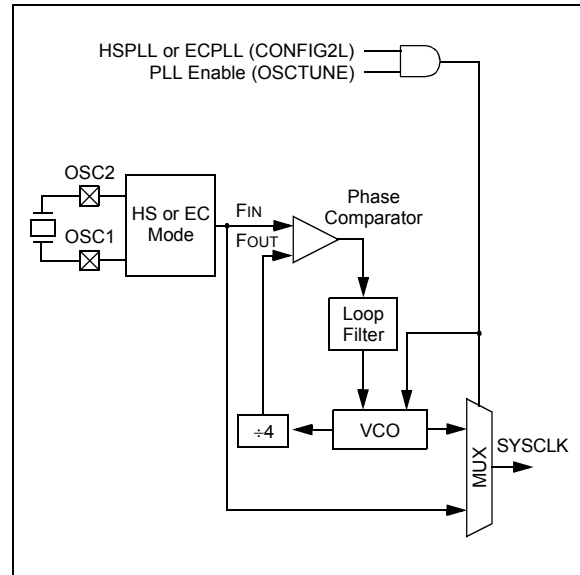 HSPLL or ECPLL (CONFIG2L)
PLL Enable (OSCTUNE)
OSC2
OSC1
HS or EC
Mode
FIN
FOUT
Phase
Comparator
Loop
Filter
÷4
VCO
MUX
SYSCLK